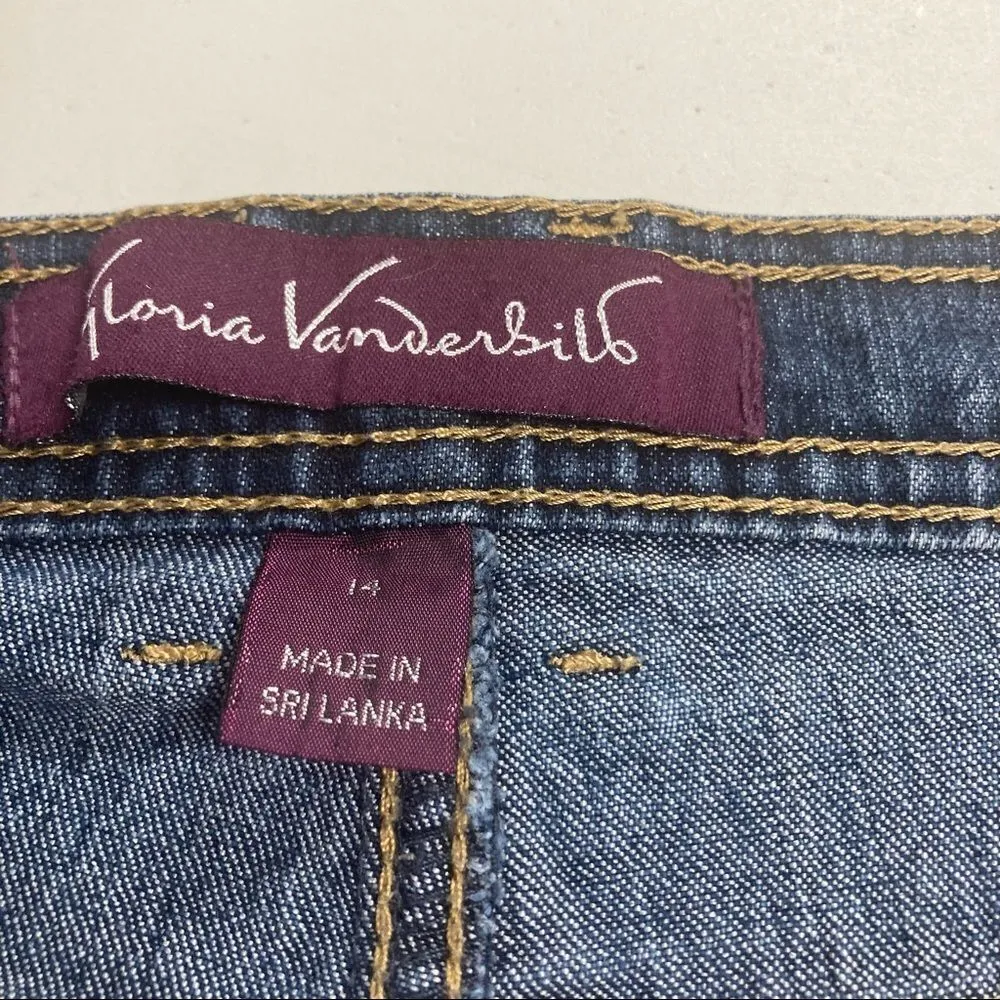 Gloria Vanderbilt
14
MADE IN
SRI LANKA